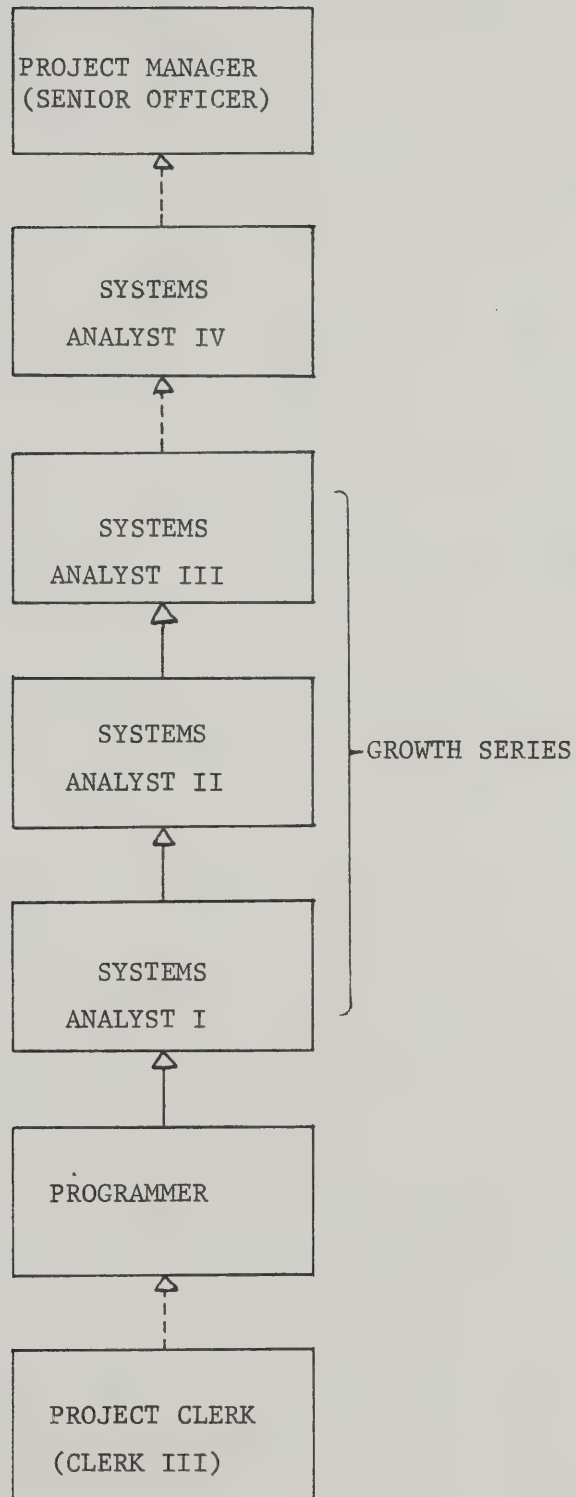 PROJECT MANAGER
(SENIOR OFFICER)
SYSTEMS
ANALYST IV
SYSTEMS
ANALYST III
SYSTEMS
ANALYST II
GROWTH SERIES
SYSTEMS
ANALYST I
PROGRAMMER
PROJECT CLERK
(CLERK III)